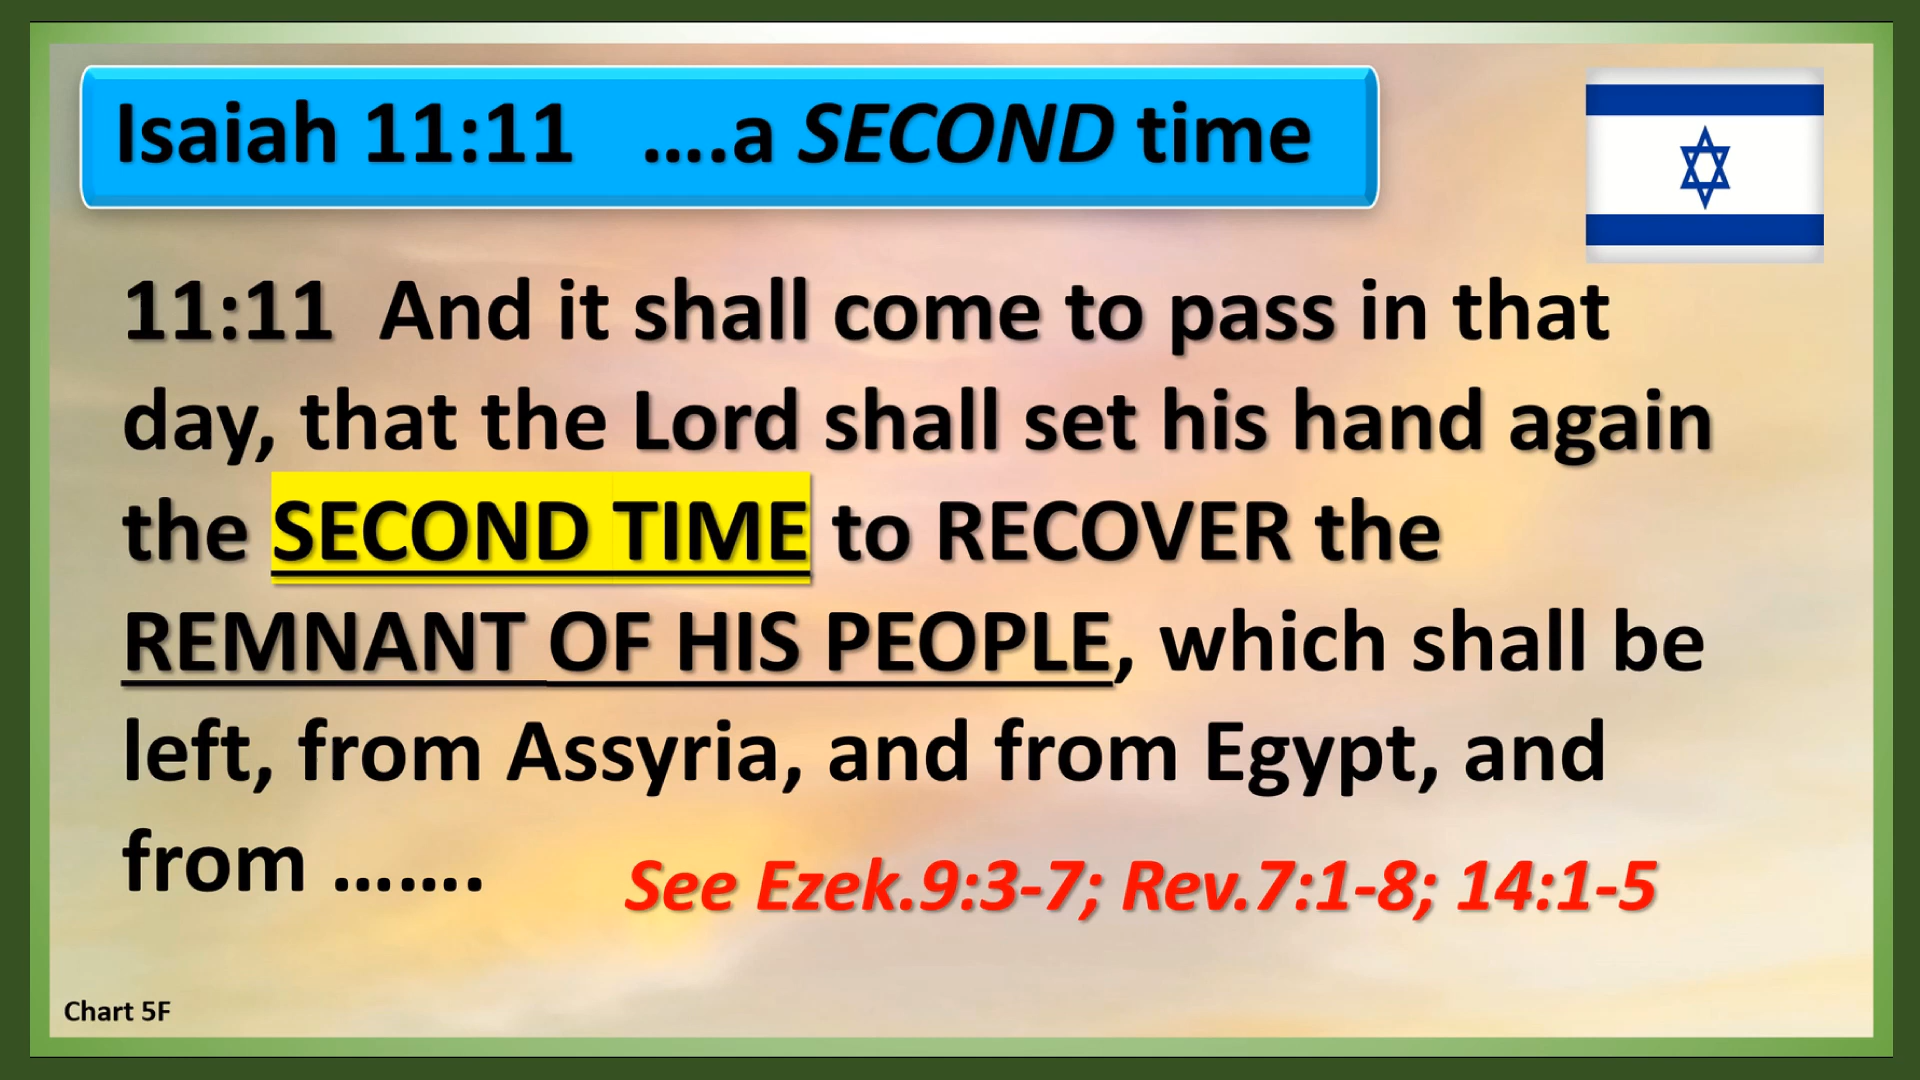 Isaiah 11:11 ....a SECOND time
11:11 And it shall come to pass in that
day, that the Lord shall set his hand again
the SECOND TIME to RECOVER the
REMNANT OF HIS PEOPLE, which shall be
left, from Assyria, and from Egypt, and
from .......
See Ezek.9:3-7; Rev.7:1-8; 14:1-5
Chart 5F